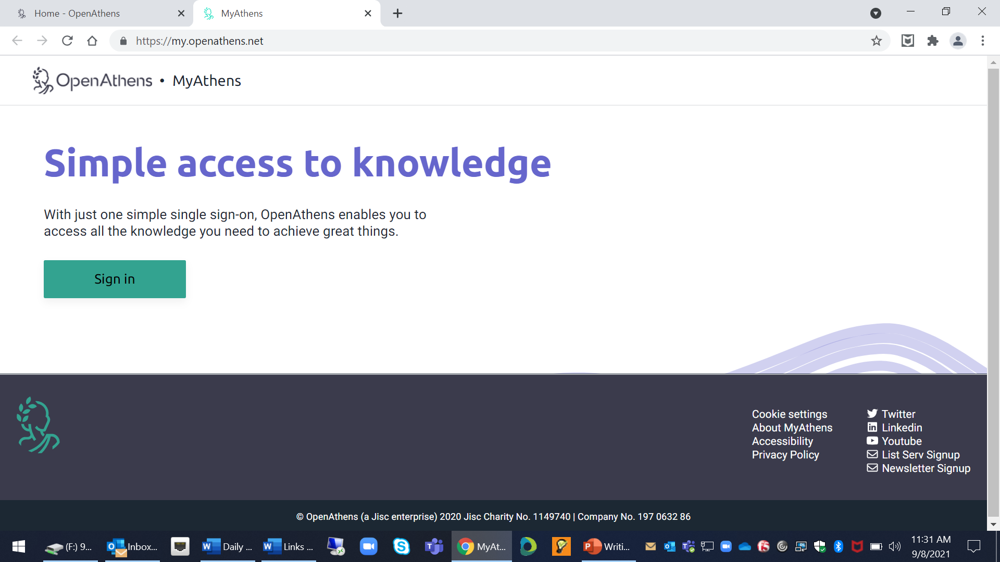 Home - OpenAthens
MyAthens
https://my.openathens.net
OpenAthens • MyAthens
Simple access to knowledge
With just one simple single sign-on, OpenAthens enables you to
access all the knowledge you need to achieve great things.
Sign in
Cookie settings
About MyAthens
Accessibility
Privacy Policy
Twitter
Linkedin
Youtube
List Serv Signup
Newsletter Signup
© OpenAthens (a Jisc enterprise) 2020 Jisc Charity No. 1149740 | Company No. 197 0632 86
(F:) 9...
Inbox...
Daily ...
Links ...
MyAt...
Writi...
11:31 AM
9/8/2021